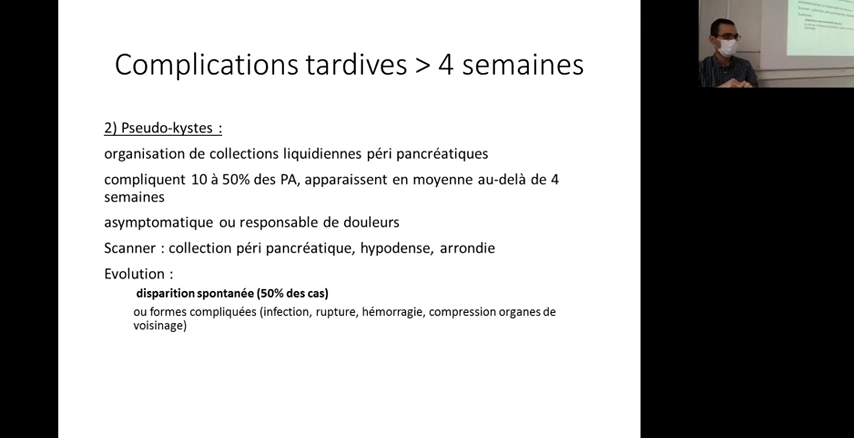 Complications tardives > 4 semaines
2) Pseudo-kystes :
organisation de collections liquidiennes péri pancréatiques
compliquent 10 à 50% des PA, apparaissent en moyenne au-delà de 4
semaines
asymptomatique ou responsable de douleurs
Scanner : collection péri pancréatique, hypodense, arrondie
Evolution :
disparition spontanée (50% des cas)
ou formes compliquées (infection, rupture, hémorragie, compression organes de
voisinage)